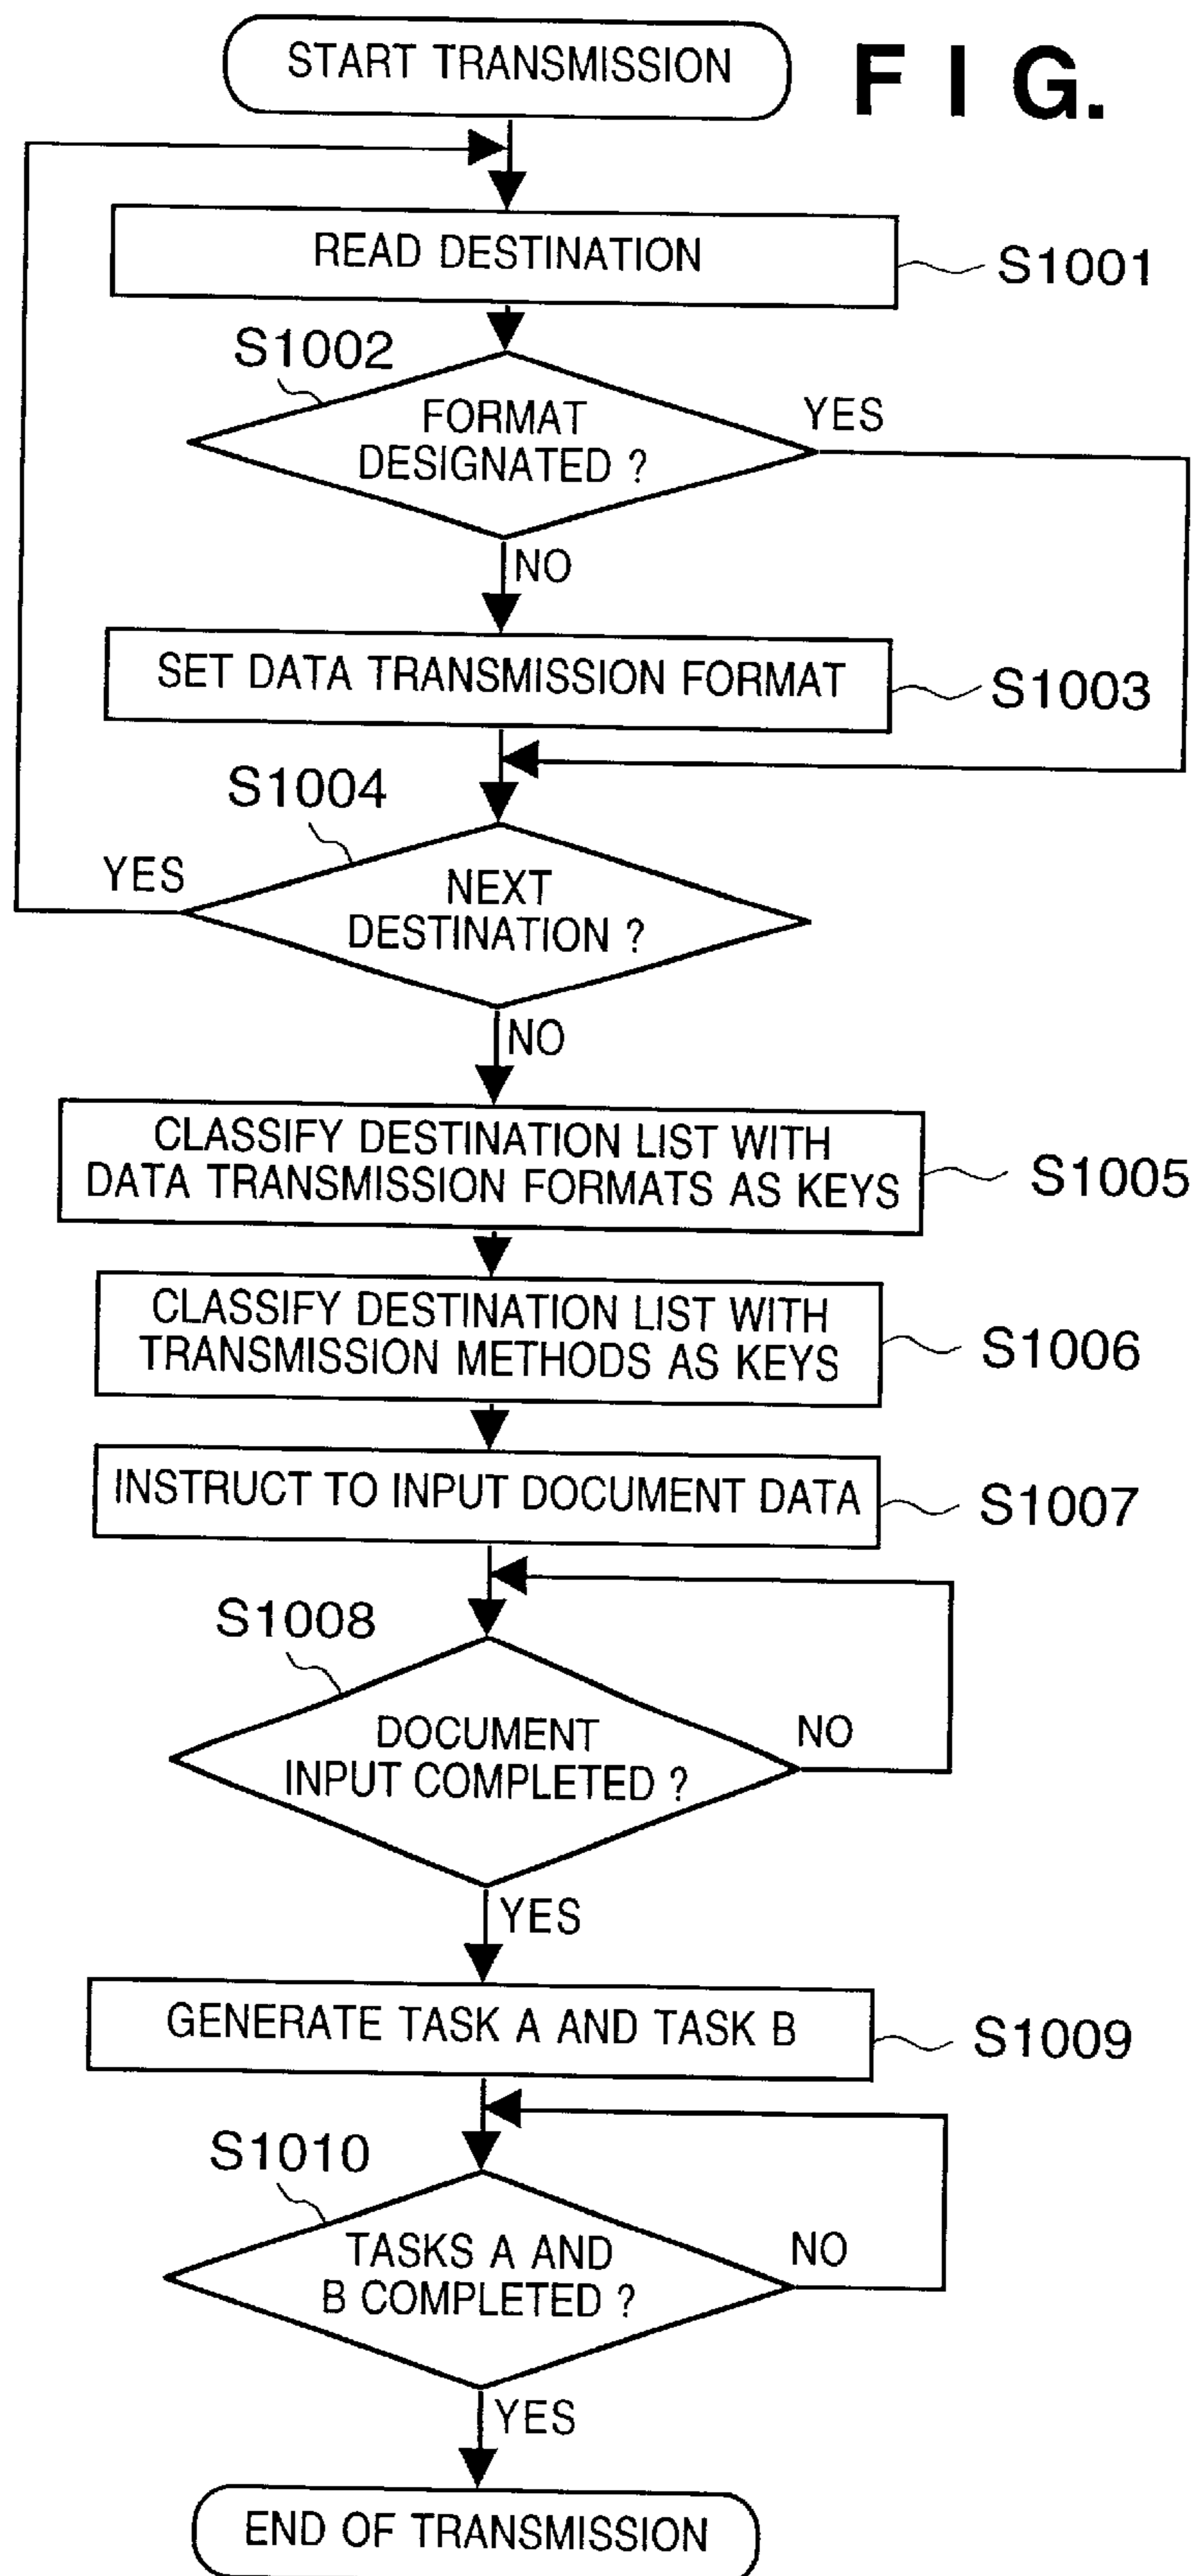 START TRANSMISSION
F I G.
READ DESTINATION
S1001
S1002
FORMAT
DESIGNATED ?
YES
NO
SET DATA TRANSMISSION FORMAT
S1003
S1004
YES
NEXT
DESTINATION ?
NO
CLASSIFY DESTINATION LIST WITH
DATA TRANSMISSION FORMATS AS KEYS
S1005
CLASSIFY DESTINATION LIST WITH
TRANSMISSION METHODS AS KEYS
S1006
INSTRUCT TO INPUT DOCUMENT DATA
S1007
S1008
DOCUMENT
INPUT COMPLETED ?
NO
YES
GENERATE TASK A AND TASK B
S1009
S1010
TASKS A AND
B COMPLETED ?
NO
YES
END OF TRANSMISSION